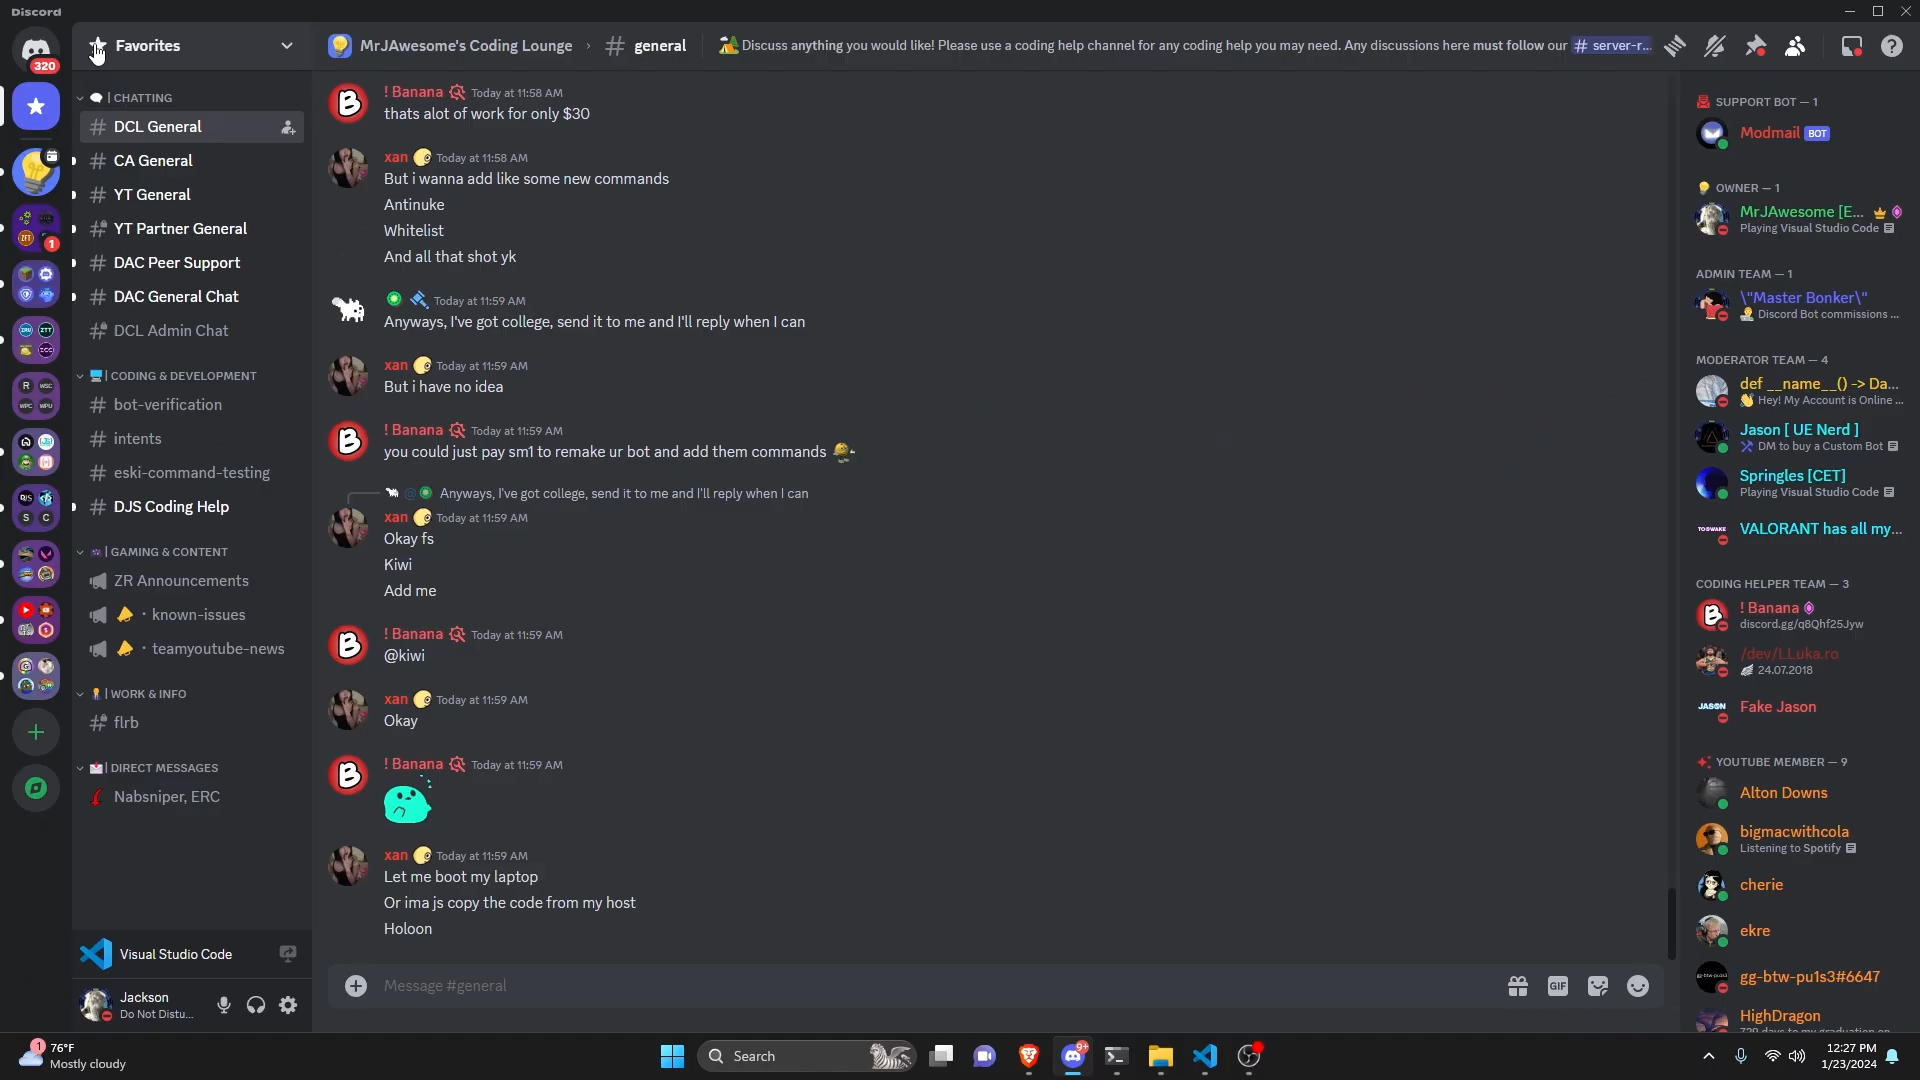 Discord
Favorites
320
MrJAwesome's Coding Lounge
general
Discuss anything you would like! Please use a coding help channel for any coding help you may need. Any discussions here must follow our # server-r...
CHATTING
DCL General
CA General
YT General
YT Partner General
DAC Peer Support
DAC General Chat
DCL Admin Chat
CODING & DEVELOPMENT
bot-verification
intents
eski-command-testing
DJS Coding Help
GAMING & CONTENT
ZR Announcements
known-issues
teamyoutube-news
WORK & INFO
flrb
DIRECT MESSAGES
Nabsniper, ERC
Visual Studio Code
Jackson
Do Not Distu...
! Banana Today at 11:58 AM
thats alot of work for only $30
xan Today at 11:58 AM
But i wanna add like some new commands
Antinuke
Whitelist
And all that shot yk
Today at 11:59 AM
Anyways, I've got college, send it to me and I'll reply when I can
xan Today at 11:59 AM
But i have no idea
! Banana Today at 11:59 AM
you could just pay sm1 to remake ur bot and add them commands
@ Anyways, I've got college, send it to me and I'll reply when I can
xan Today at 11:59 AM
Okay fs
Kiwi
Add me
! Banana Today at 11:59 AM
@kiwi
xan Today at 11:59 AM
Okay
! Banana Today at 11:59 AM
xan Today at 11:59 AM
Let me boot my laptop
Or ima js copy the code from my host
Holoon
Message #general
GIF
SUPPORT BOT — 1
Modmail BOT
OWNER — 1
MrJAwesome [E...
Playing Visual Studio Code
ADMIN TEAM — 1
\"Master Bonker\"
Discord Bot commissions ...
MODERATOR TEAM — 4
def __name__() -> Da...
Hey! My Account is Online ...
Jason [ UE Nerd ]
DM to buy a Custom Bot
Springles [CET]
Playing Visual Studio Code
VALORANT has all my...
CODING HELPER TEAM — 3
! Banana
discord.gg/q8Qhf25Jyw
/dev/LLuka.ro
24.07.2018
JASON
Fake Jason
YOUTUBE MEMBER — 9
Alton Downs
bigmacwithcola
Listening to Spotify
cherie
ekre
gg-btw-pu1s3#6647
HighDragon
1
76°F
Mostly cloudy
Search
9+
12:27 PM
1/23/2024